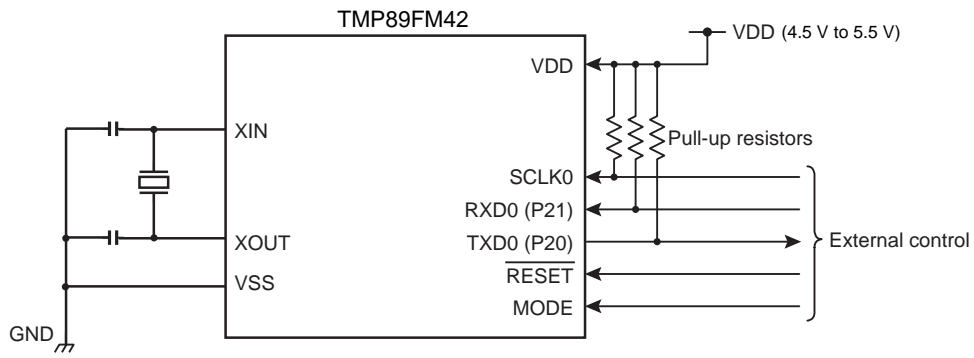 TMP89FM42
VDD (4.5 V to 5.5 V)
VDD
XIN
Pull-up resistors
SCLK0
RXD0 (P21)
TXD0 (P20)
External control
XOUT
RESET
VSS
MODE
GND